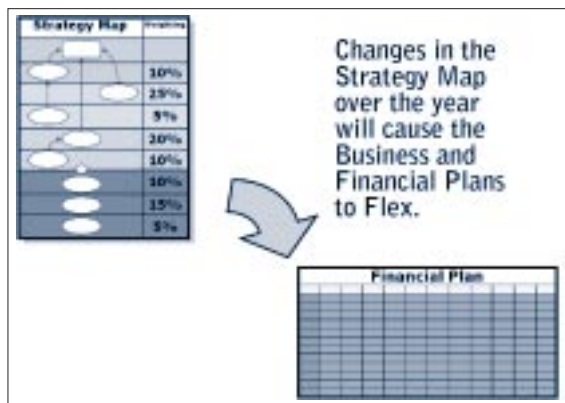 Strategy Map
Weighting
10%
25%
5%
20%
10%
10%
15%
5%
Changes in the
Strategy Map
over the year
will cause the
Business and
Financial Plans
to Flex.
Financial Plan